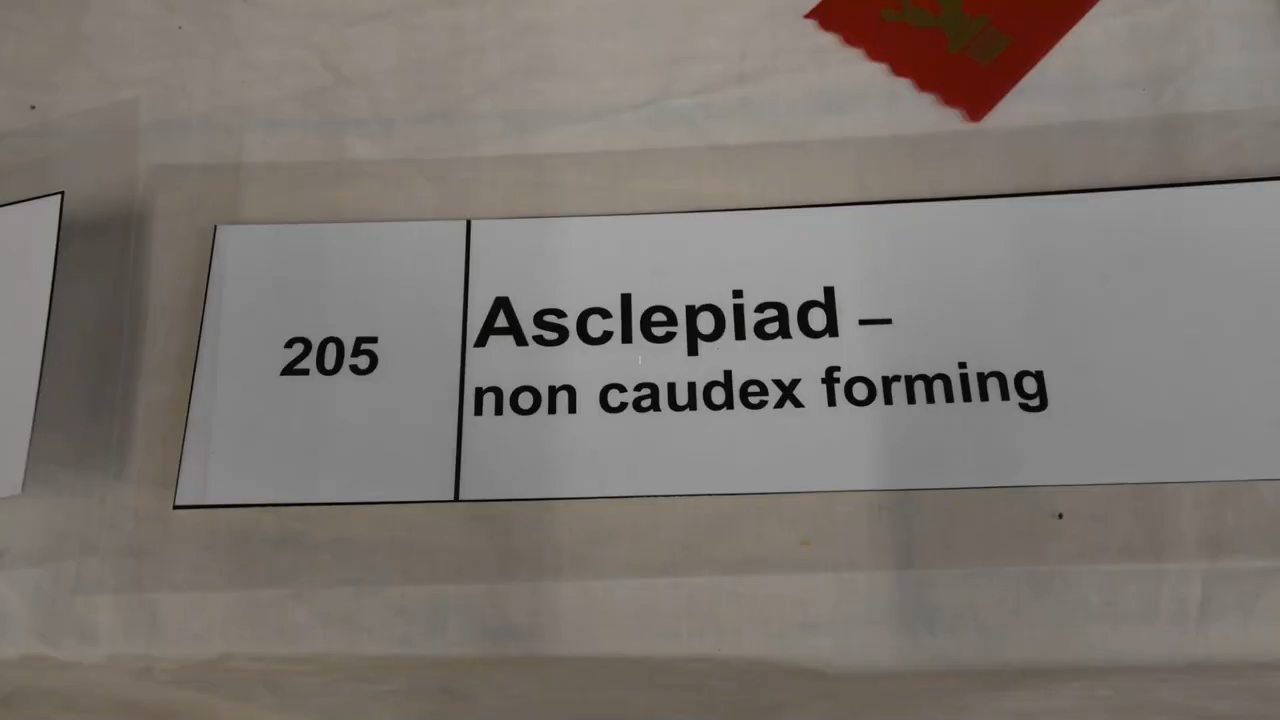 205
Asclepiad –
non caudex forming